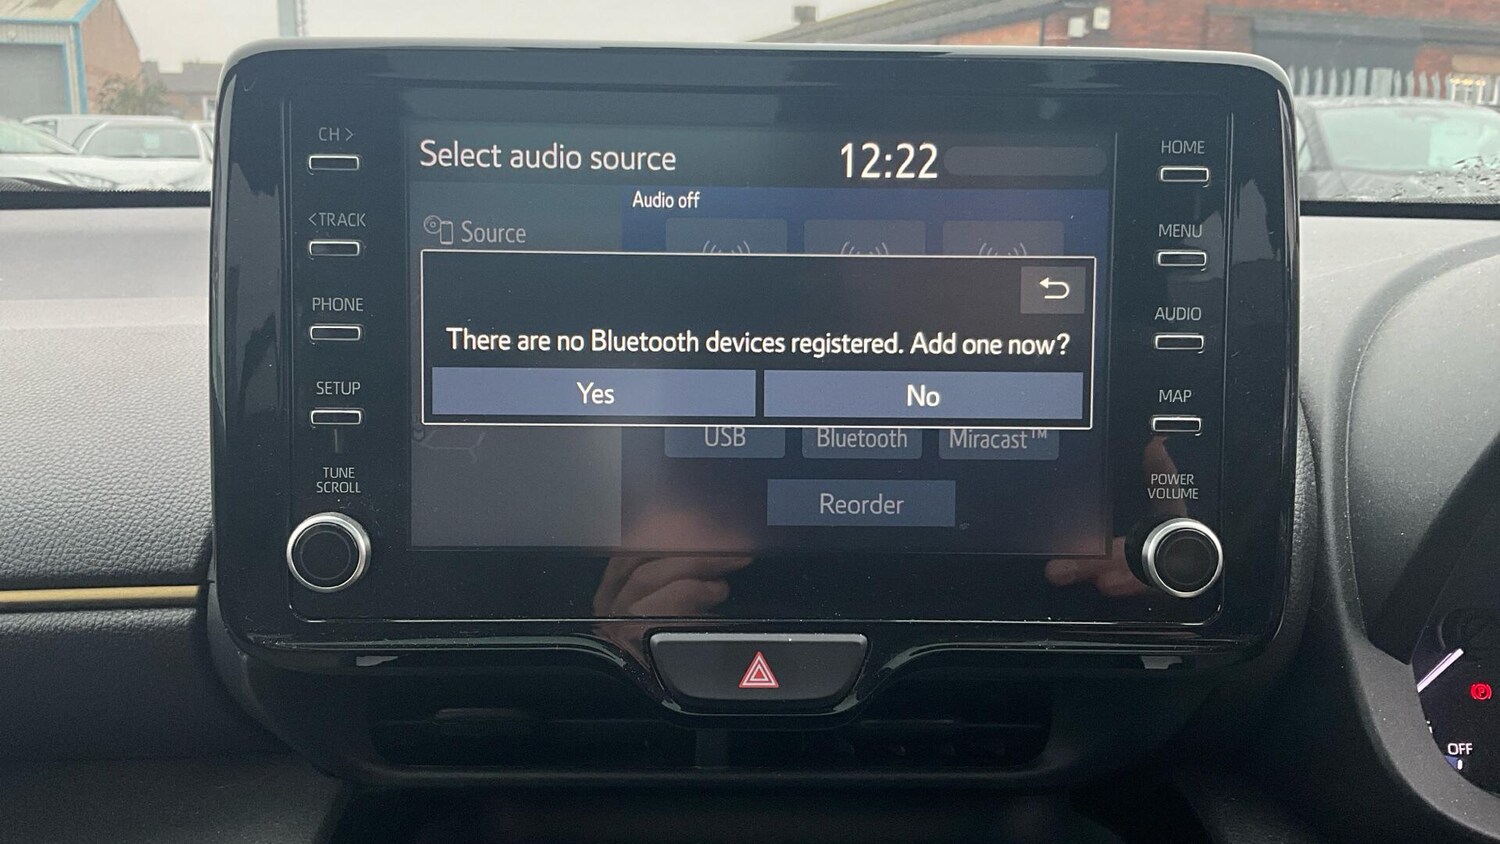 CH >
<TRACK
PHONE
SETUP
TUNE
SCROLL
Select audio source 12:22
Audio off
Source
There are no Bluetooth devices registered. Add one now?
Yes No
USB Bluetooth Miracast™
Reorder
HOME
MENU
AUDIO
MAP
POWER
VOLUME
OFF